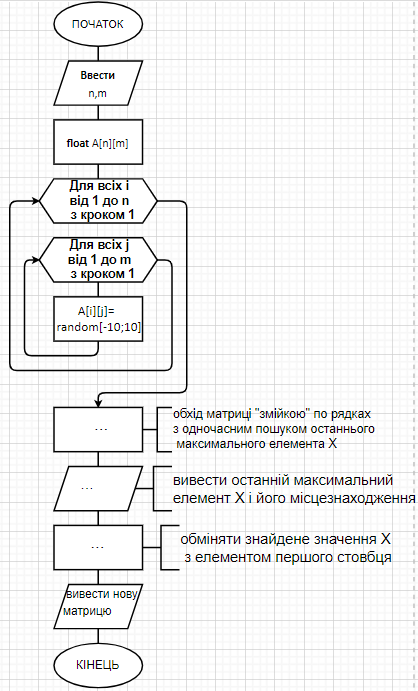 ПОЧАТОК
Ввести
n,m
float A[n][m]
Для всіх i
від 1 до n
з кроком 1
Для всіх j
від 1 до m
з кроком 1
A[i][j]=
random[-10;10]
...
обхід матриці "змійкою" по рядках
з одночасним пошуком останнього
максимального елемента X
...
вивести останній максимальний
елемент X і його місцезнаходження
...
обміняти знайдене значення X
з елементом першого стовбця
вивести нову
матрицю
КІНЕЦЬ